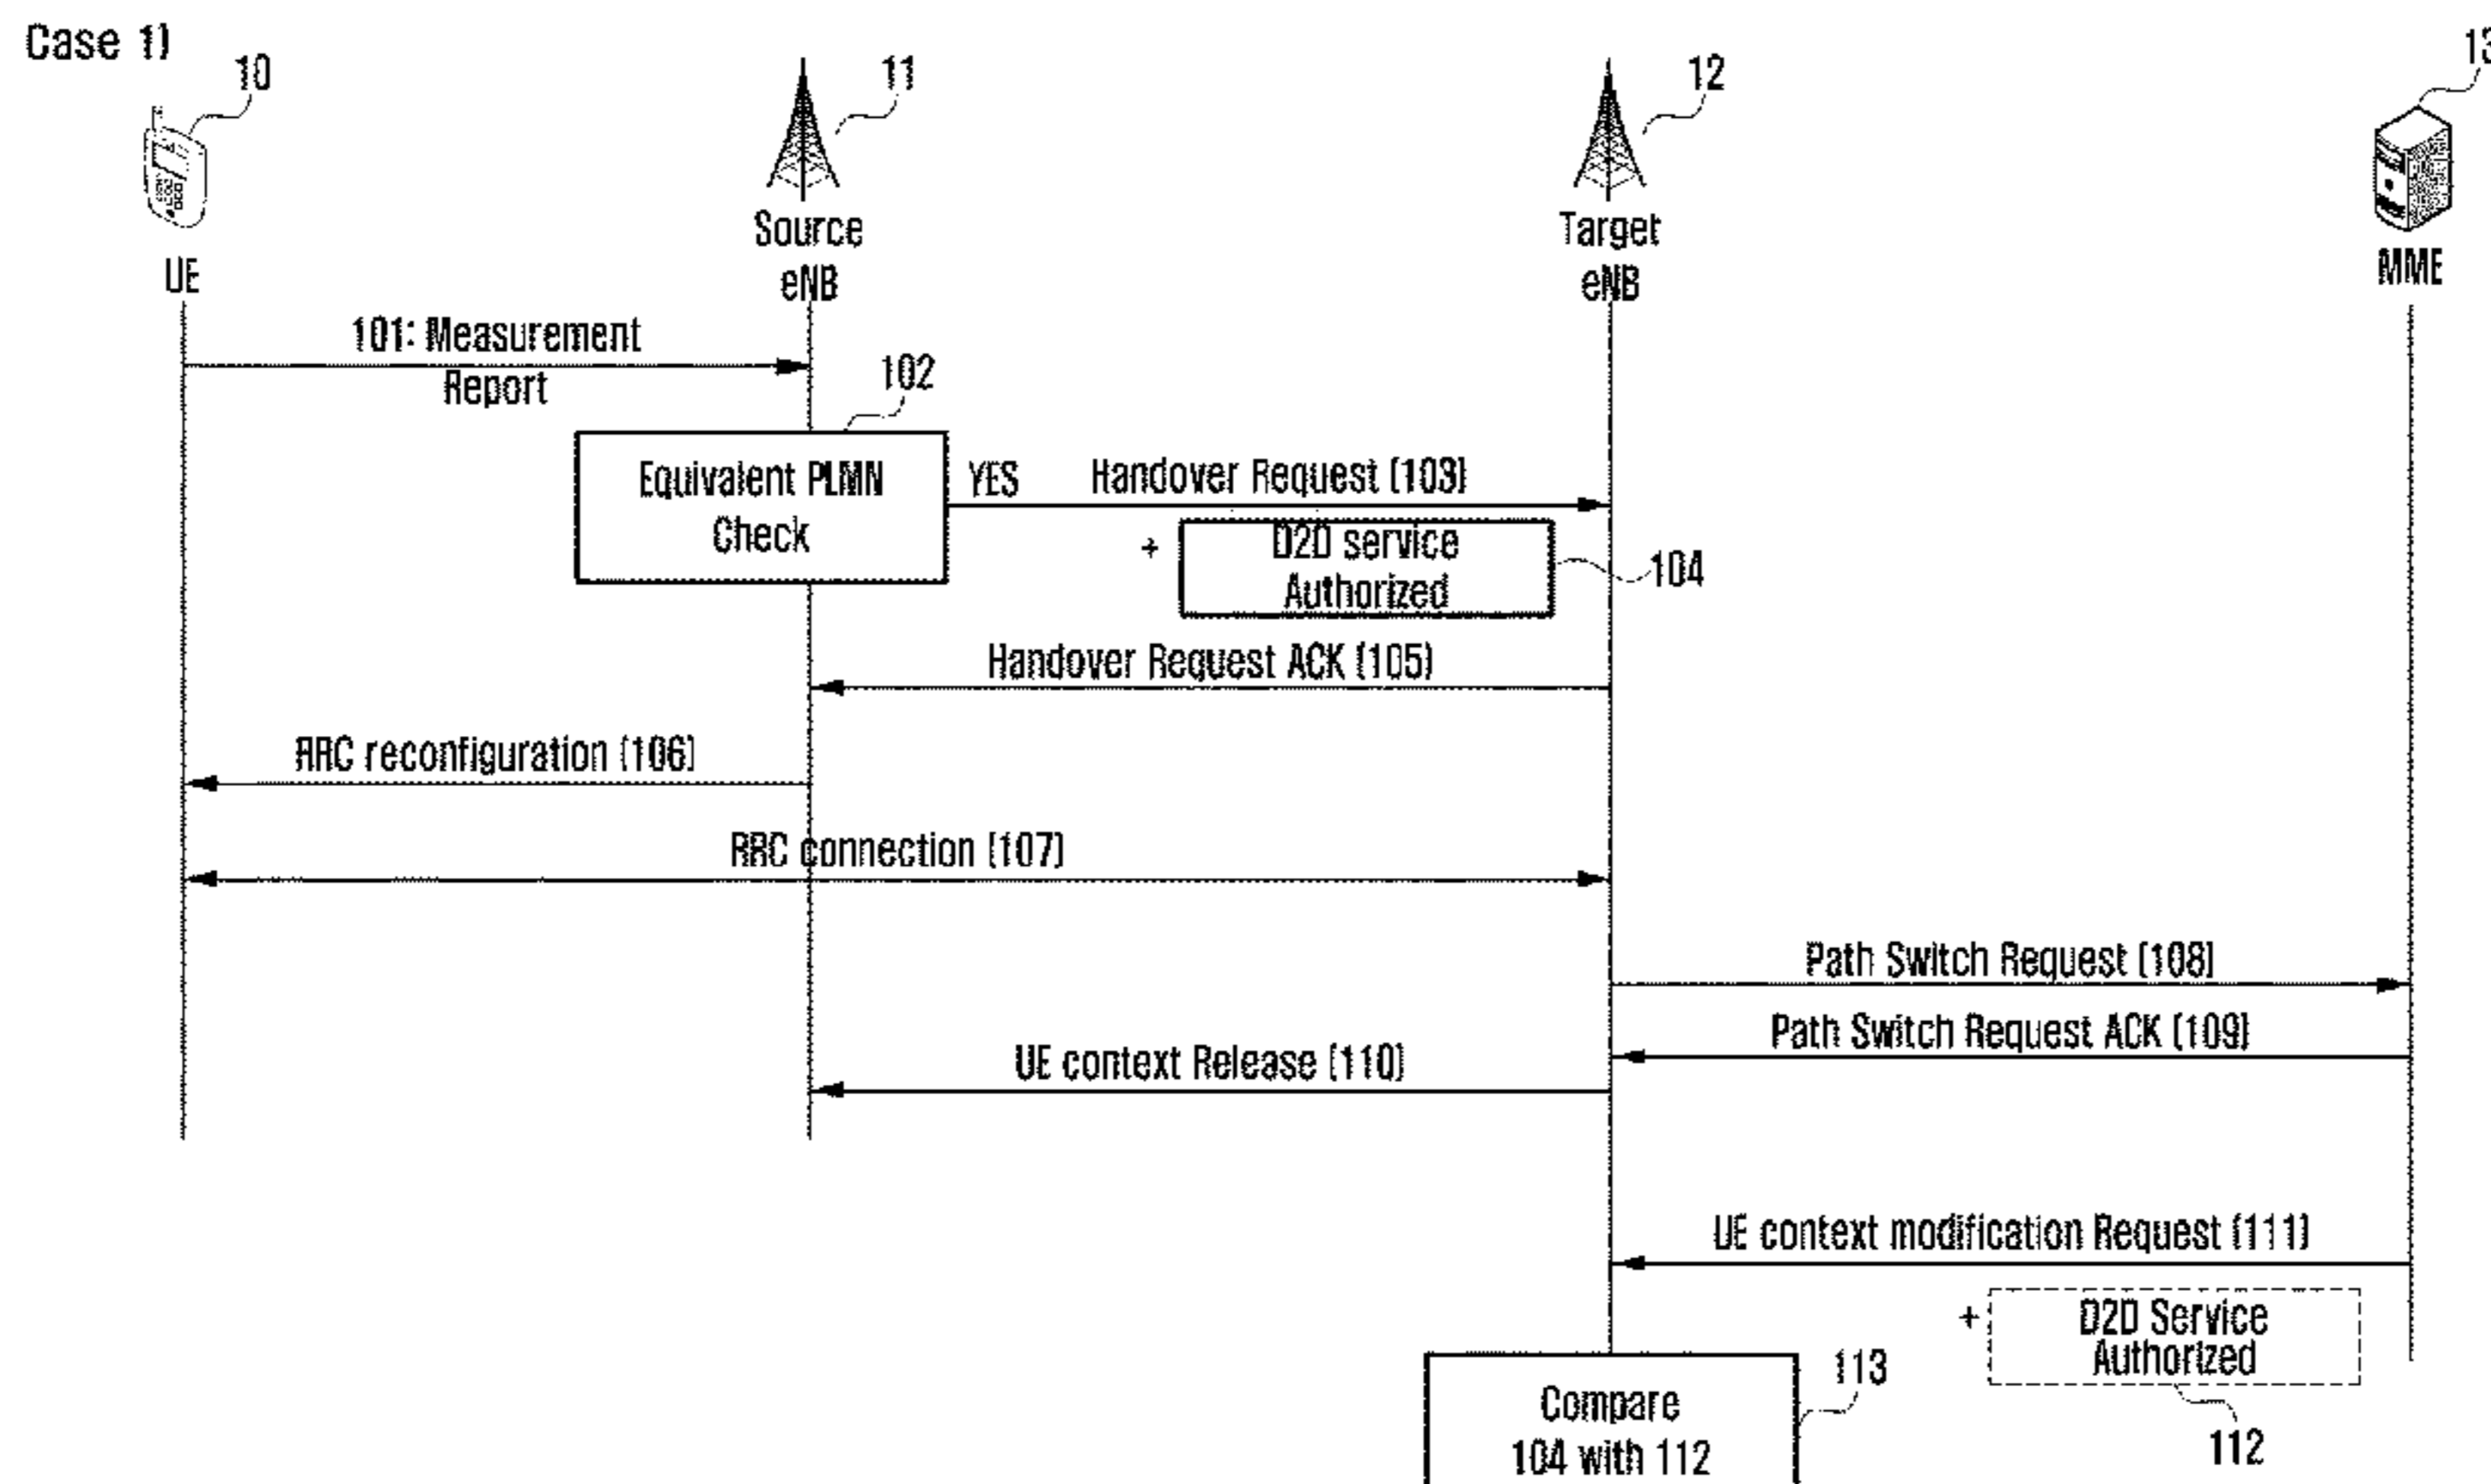 Case 1)
10
11
12
13
Source
eNB
Target
eNB
UE
MME
101: Measurement
Report
102
Equivalent PLMN
Check
YES
Handover Request (103)
+
D2D service
Authorized
104
Handover Request ACK (105)
RRC reconfiguration (106)
RRC connection (107)
Path Switch Request (108)
Path Switch Request ACK (109)
UE context Release (110)
UE context modification Request (111)
+
D2D Service
Authorized
112
113
Compare
104 with 112